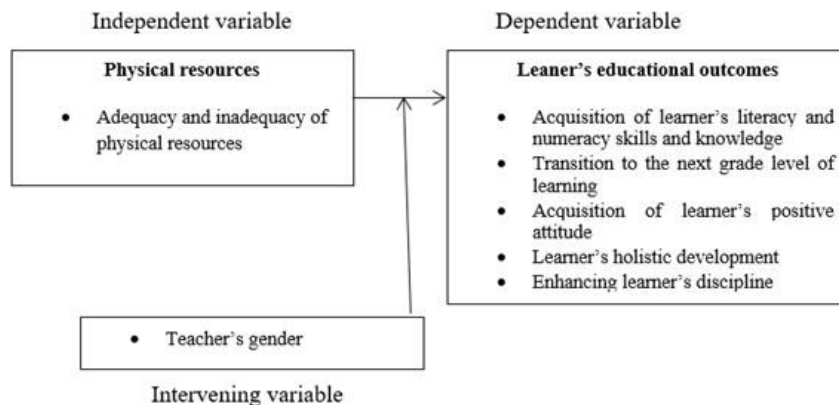 Independent variable
Dependent variable
Physical resources
• Adequacy and inadequacy of
physical resources
Leaner’s educational outcomes
• Acquisition of learner’s literacy and
numeracy skills and knowledge
• Transition to the next grade level of
learning
• Acquisition of learner’s positive
attitude
• Learner’s holistic development
• Enhancing learner’s discipline
• Teacher’s gender
Intervening variable